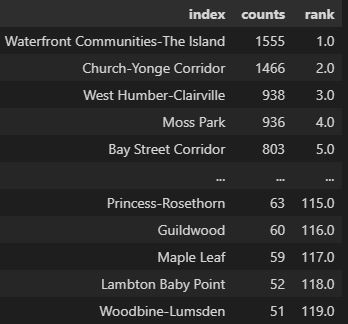 index counts rank
Waterfront Communities-The Island 1555 1.0
Church-Yonge Corridor 1466 2.0
West Humber-Clairville 938 3.0
Moss Park 936 4.0
Bay Street Corridor 803 5.0
... ... ...
Princess-Rosethorn 63 115.0
Guildwood 60 116.0
Maple Leaf 59 117.0
Lambton Baby Point 52 118.0
Woodbine-Lumsden 51 119.0